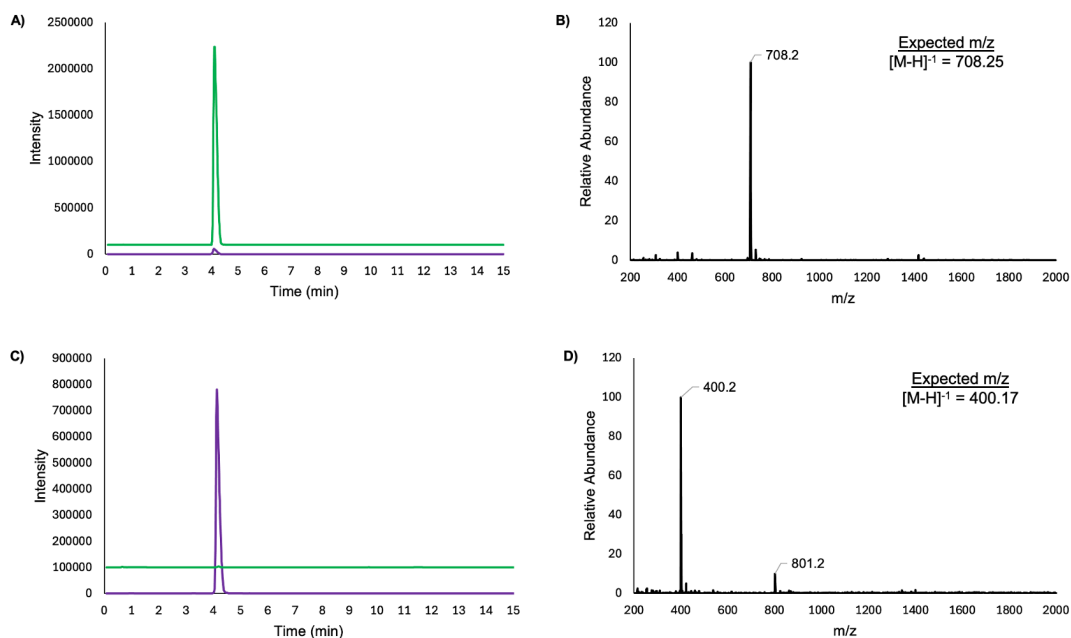 A)
2500000
2000000
1500000
1000000
500000
0
Intensity
0 1 2 3 4 5 6 7 8 9 10 11 12 13 14 15
Time (min)
B)
120
100
80
60
40
20
0
Relative Abundance
708.2
Expected m/z
[M-H]-1 = 708.25
200 400 600 800 1000 1200 1400 1600 1800 2000
m/z
C)
900000
800000
700000
600000
500000
400000
300000
200000
100000
0
Intensity
0 1 2 3 4 5 6 7 8 9 10 11 12 13 14 15
Time (min)
D)
120
100
80
60
40
20
0
Relative Abundance
400.2
801.2
Expected m/z
[M-H]-1 = 400.17
200 400 600 800 1000 1200 1400 1600 1800 2000
m/z